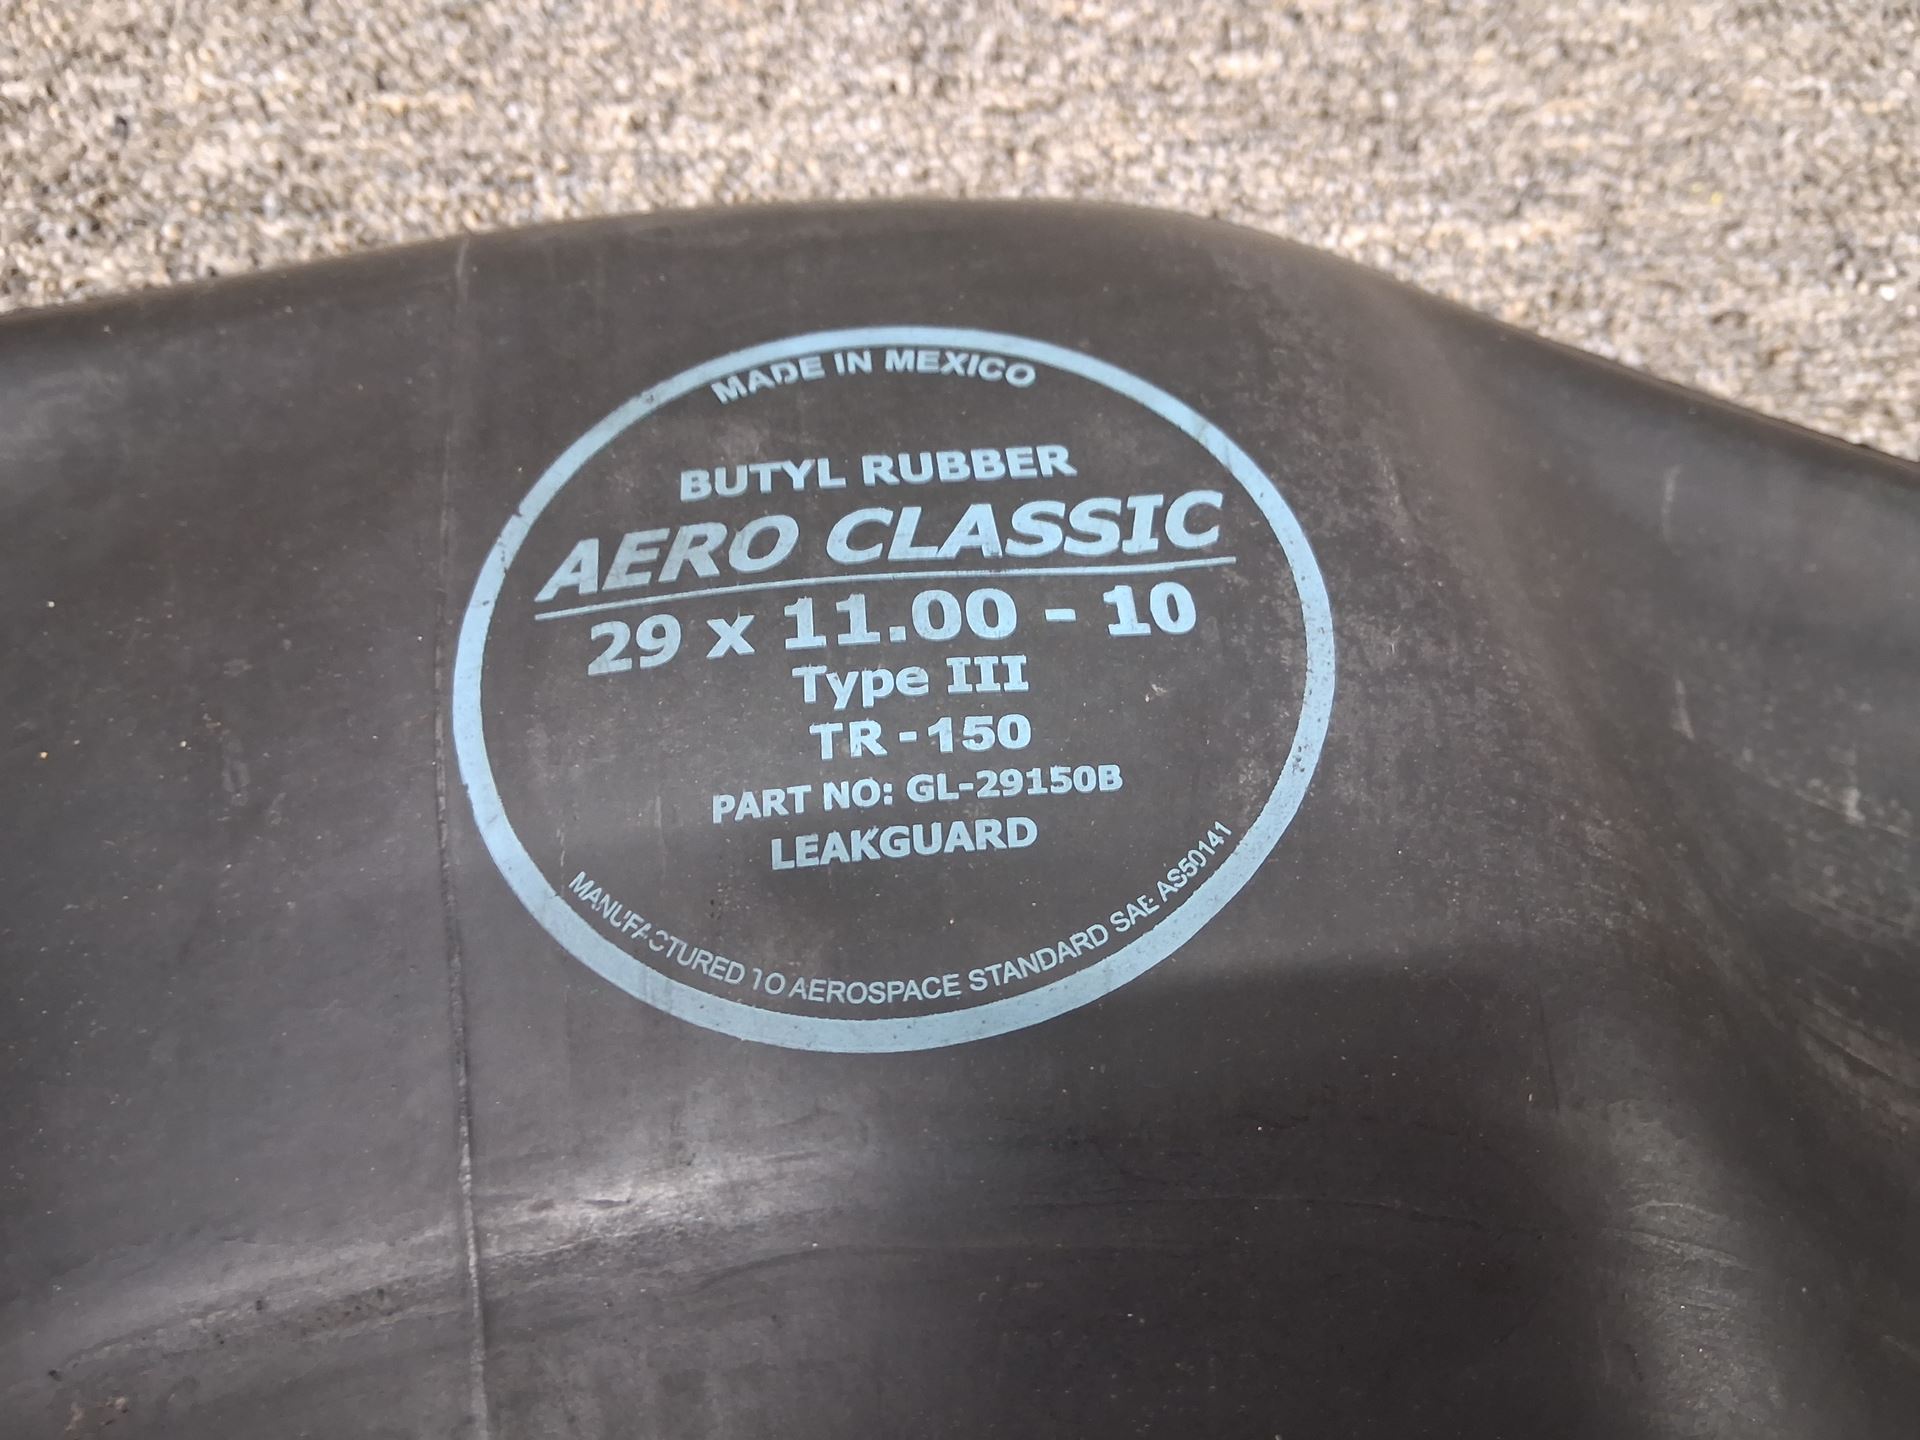 MADE IN MEXICO
BUTYL RUBBER
AERO CLASSIC
29 x 11.00 - 10
Type III
TR - 150
PART NO: GL-29150B
LEAKGUARD
MANUFACTURED TO AEROSPACE STANDARD SAE AS50141